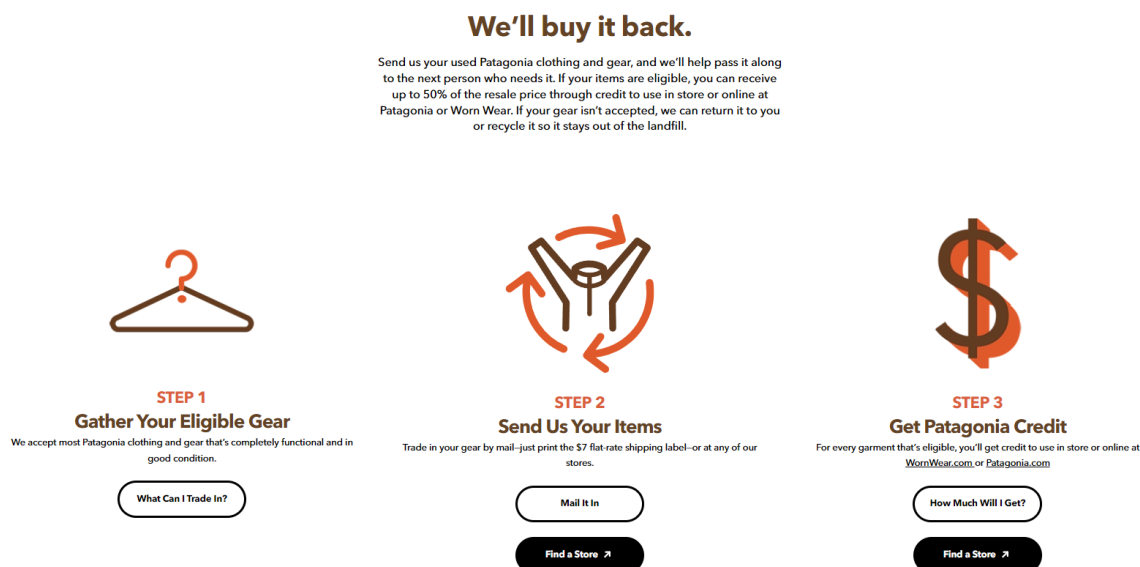 We'll buy it back.
Send us your used Patagonia clothing and gear, and we'll help pass it along
to the next person who needs it. If your items are eligible, you can receive
up to 50% of the resale price through credit to use in store or online at
Patagonia or Worn Wear. If your gear isn't accepted, we can return it to you
or recycle it so it stays out of the landfill.
STEP 1
Gather Your Eligible Gear
We accept most Patagonia clothing and gear that's completely functional and in
good condition.
What Can I Trade In?
STEP 2
Send Us Your Items
Trade in your gear by mail—just print the $7 flat-rate shipping label—or at any of our
stores.
Mail It In
Find a Store ↗
STEP 3
Get Patagonia Credit
For every garment that's eligible, you'll get credit to use in store or online at
WornWear.com or Patagonia.com
How Much Will I Get?
Find a Store ↗